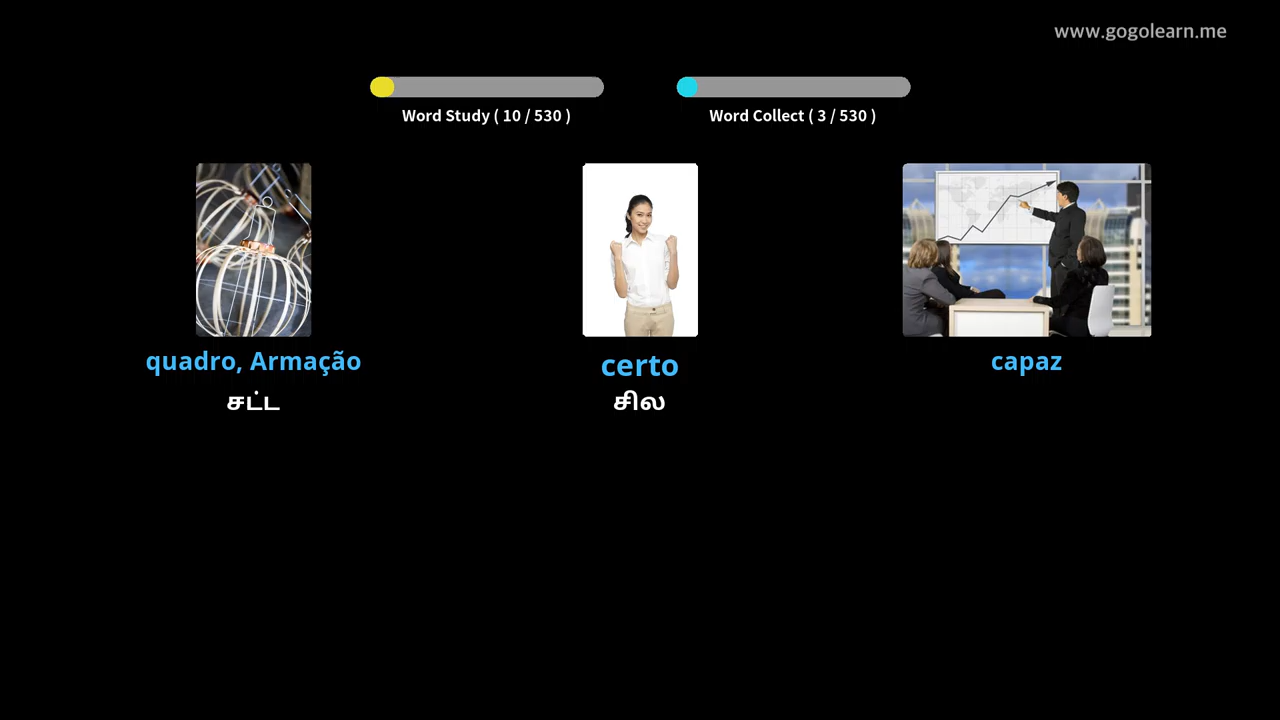 www.gogolearn.me
Word Study ( 10 / 530 )
Word Collect ( 3 / 530 )
quadro, Armação
certo
capaz
சட்ட
சில